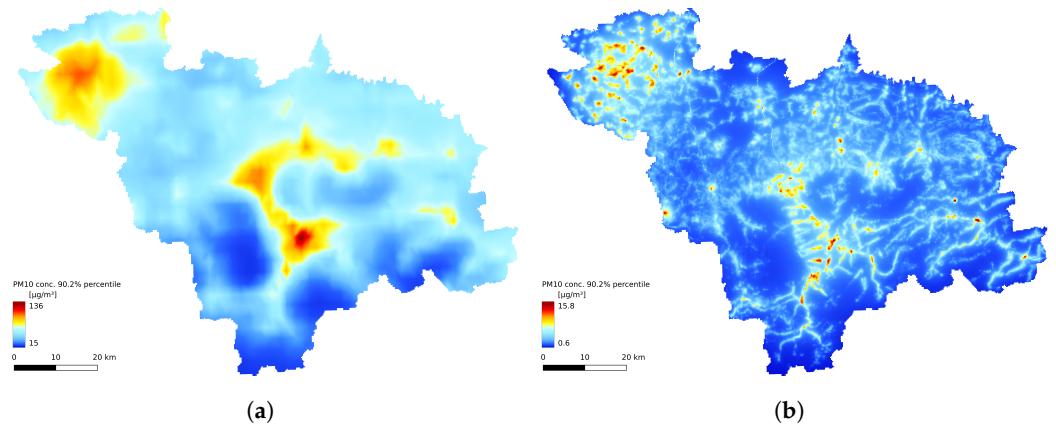 PM10 conc. 90.2% percentile
[µg/m³]
136
15
0 10 20 km
(a)
PM10 conc. 90.2% percentile
[µg/m³]
15.8
0.6
0 10 20 km
(b)